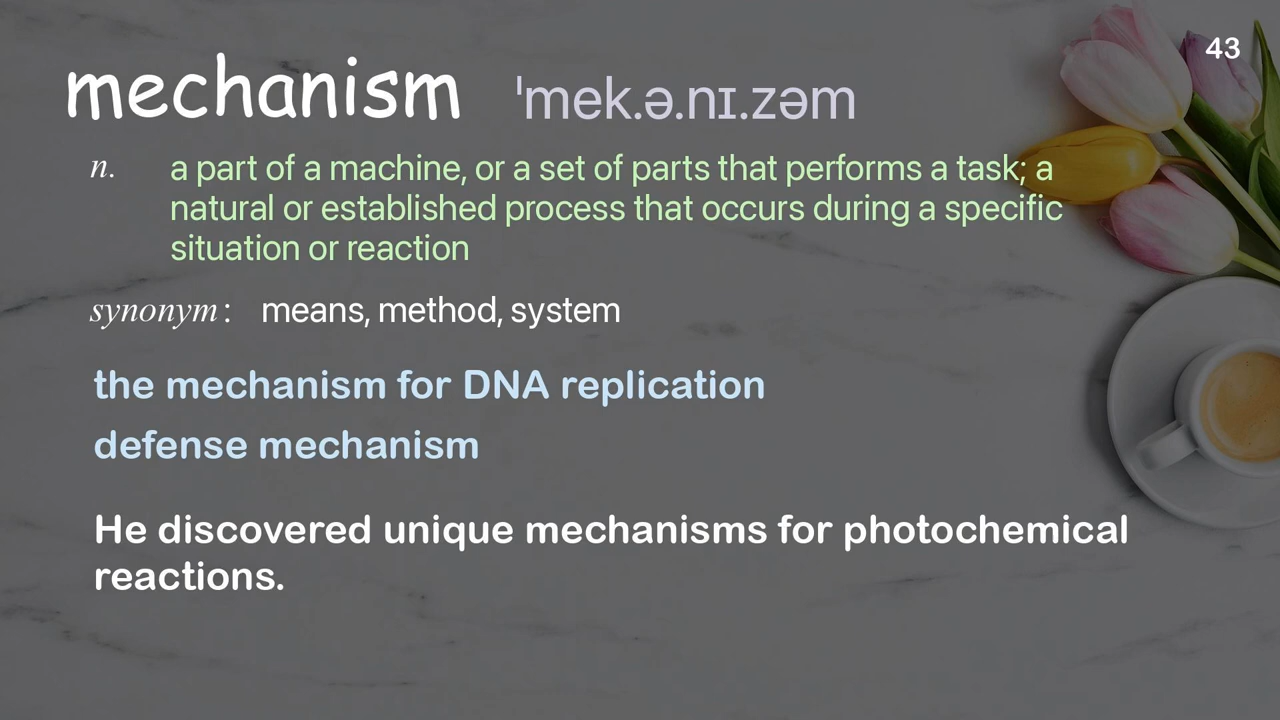 43
mechanism ˈmek.ə.nɪ.zəm
n. a part of a machine, or a set of parts that performs a task; a
natural or established process that occurs during a specific
situation or reaction
synonym: means, method, system
the mechanism for DNA replication
defense mechanism
He discovered unique mechanisms for photochemical
reactions.